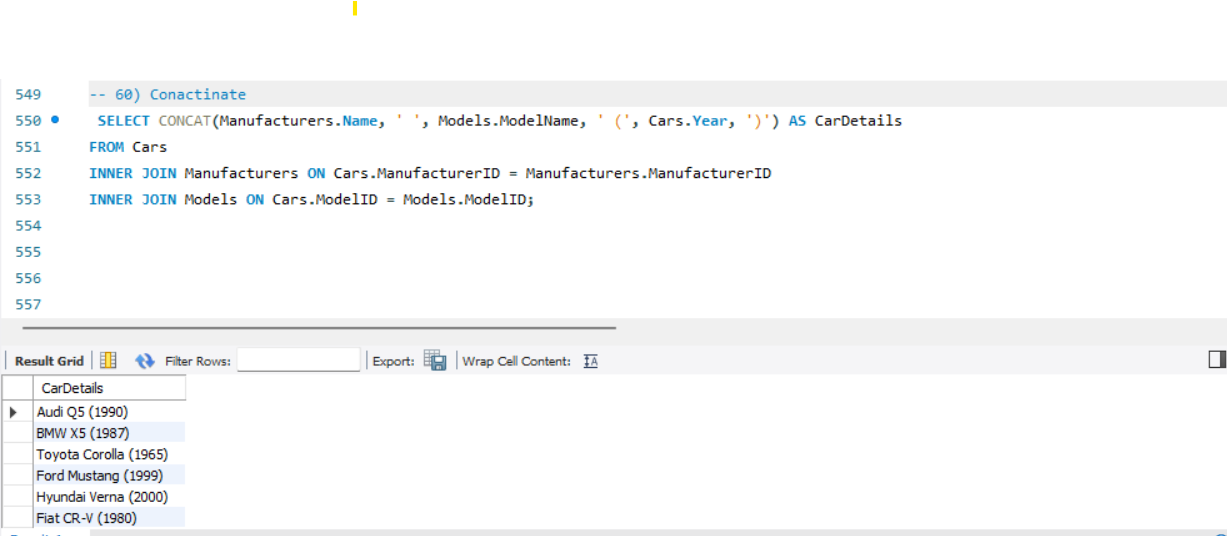 549 -- 60) Conactinate
550 SELECT CONCAT(Manufacturers.Name, ' ', Models.ModelName, ' (', Cars.Year, ')') AS CarDetails
551 FROM Cars
552 INNER JOIN Manufacturers ON Cars.ManufacturerID = Manufacturers.ManufacturerID
553 INNER JOIN Models ON Cars.ModelID = Models.ModelID;
554
555
556
557
Result Grid Filter Rows: Export: Wrap Cell Content: IA
CarDetails
Audi Q5 (1990)
BMW X5 (1987)
Toyota Corolla (1965)
Ford Mustang (1999)
Hyundai Verna (2000)
Fiat CR-V (1980)